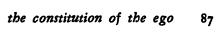 the constitution of the ego 87